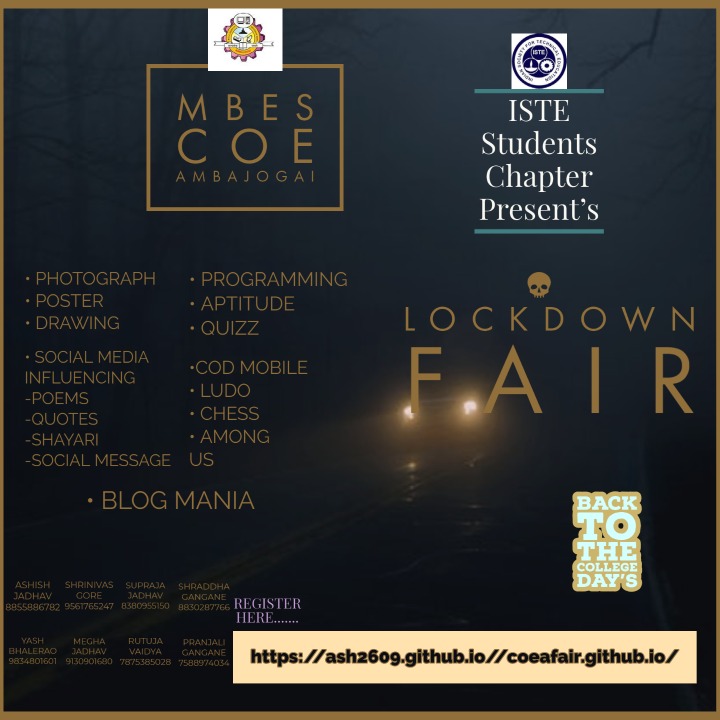 MBES
COE
AMBAJOGAI
ISTE
Students
Chapter
Present's
• PHOTOGRAPH
• POSTER
• DRAWING
• SOCIAL MEDIA
INFLUENCING
-POEMS
-QUOTES
-SHAYARI
-SOCIAL MESSAGE
• PROGRAMMING
• APTITUDE
• QUIZZ
•COD MOBILE
• LUDO
• CHESS
• AMONG
US
• BLOG MANIA
LOCKDOWN
FAIR
BACK
TO
THE
COLLEGE
DAY'S
ASHISH
JADHAV
8855886782
SHRINIVAS
GORE
9561765247
SUPRAJA
JADHAV
8380955150
SHRADDHA
GANGANE
8830287766
YASH
BHALERAO
9834801601
MEGHA
JADHAV
9130901680
RUTUJA
VAIDYA
7875385028
PRANJALI
GANGANE
7588974034
REGISTER
HERE.......
https://ash2609.github.io//coeafair.github.io/